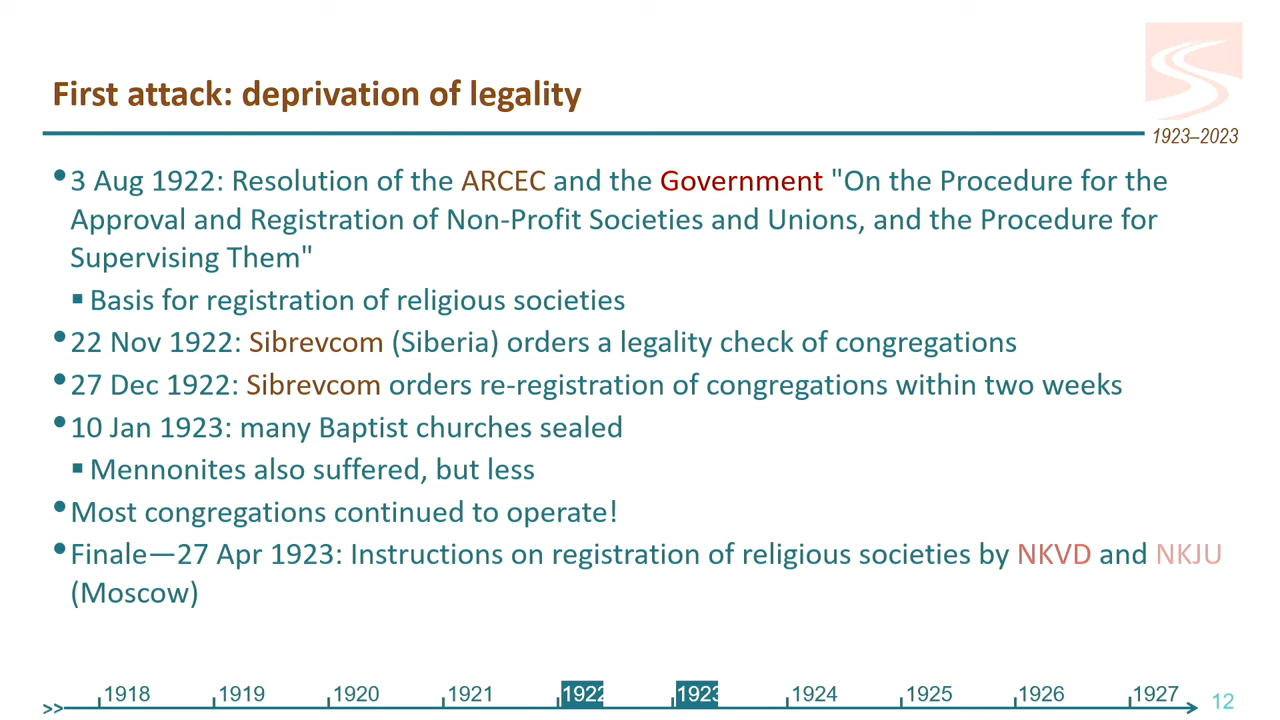 First attack: deprivation of legality
1923–2023
•3 Aug 1922: Resolution of the ARCEC and the Government "On the Procedure for the
Approval and Registration of Non-Profit Societies and Unions, and the Procedure for
Supervising Them"
▪ Basis for registration of religious societies
•22 Nov 1922: Sibrevcom (Siberia) orders a legality check of congregations
•27 Dec 1922: Sibrevcom orders re-registration of congregations within two weeks
•10 Jan 1923: many Baptist churches sealed
▪ Mennonites also suffered, but less
•Most congregations continued to operate!
•Finale—27 Apr 1923: Instructions on registration of religious societies by NKVD and NKJU
(Moscow)
>> 1918 1919 1920 1921 1922 1923 1924 1925 1926 1927 12